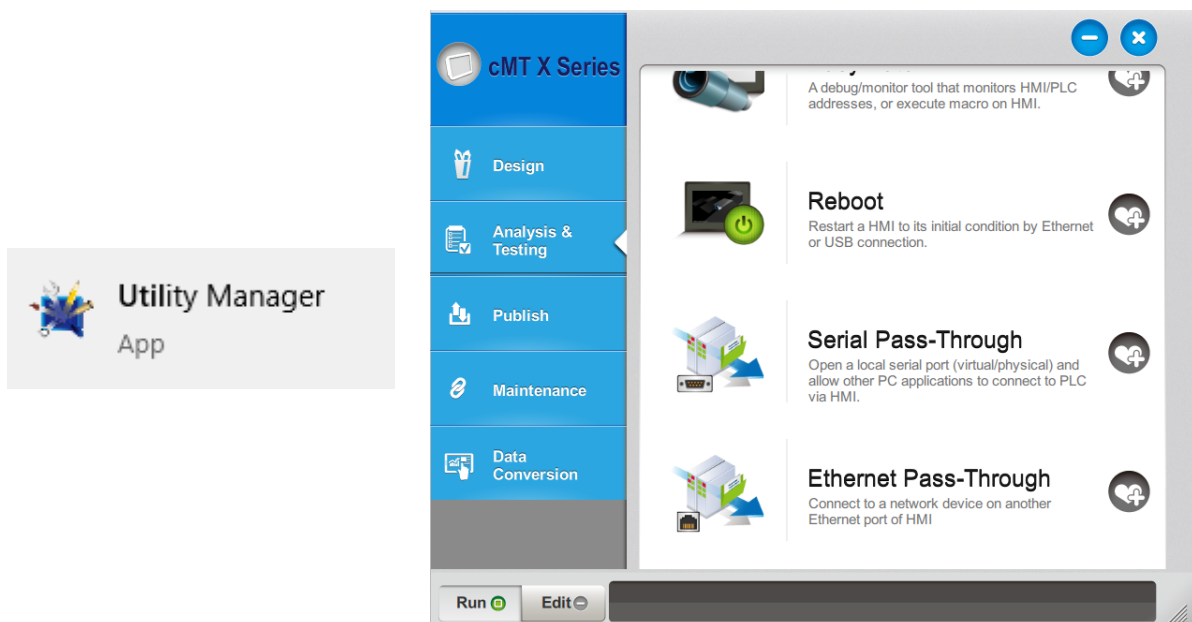 Utility Manager
App
cMT X Series
Design
Analysis &
Testing
Publish
Maintenance
Data
Conversion
A debug/monitor tool that monitors HMI/PLC
addresses, or execute macro on HMI.
Reboot
Restart a HMI to its initial condition by Ethernet
or USB connection.
Serial Pass-Through
Open a local serial port (virtual/physical) and
allow other PC applications to connect to PLC
via HMI.
Ethernet Pass-Through
Connect to a network device on another
Ethernet port of HMI
Run
Edit